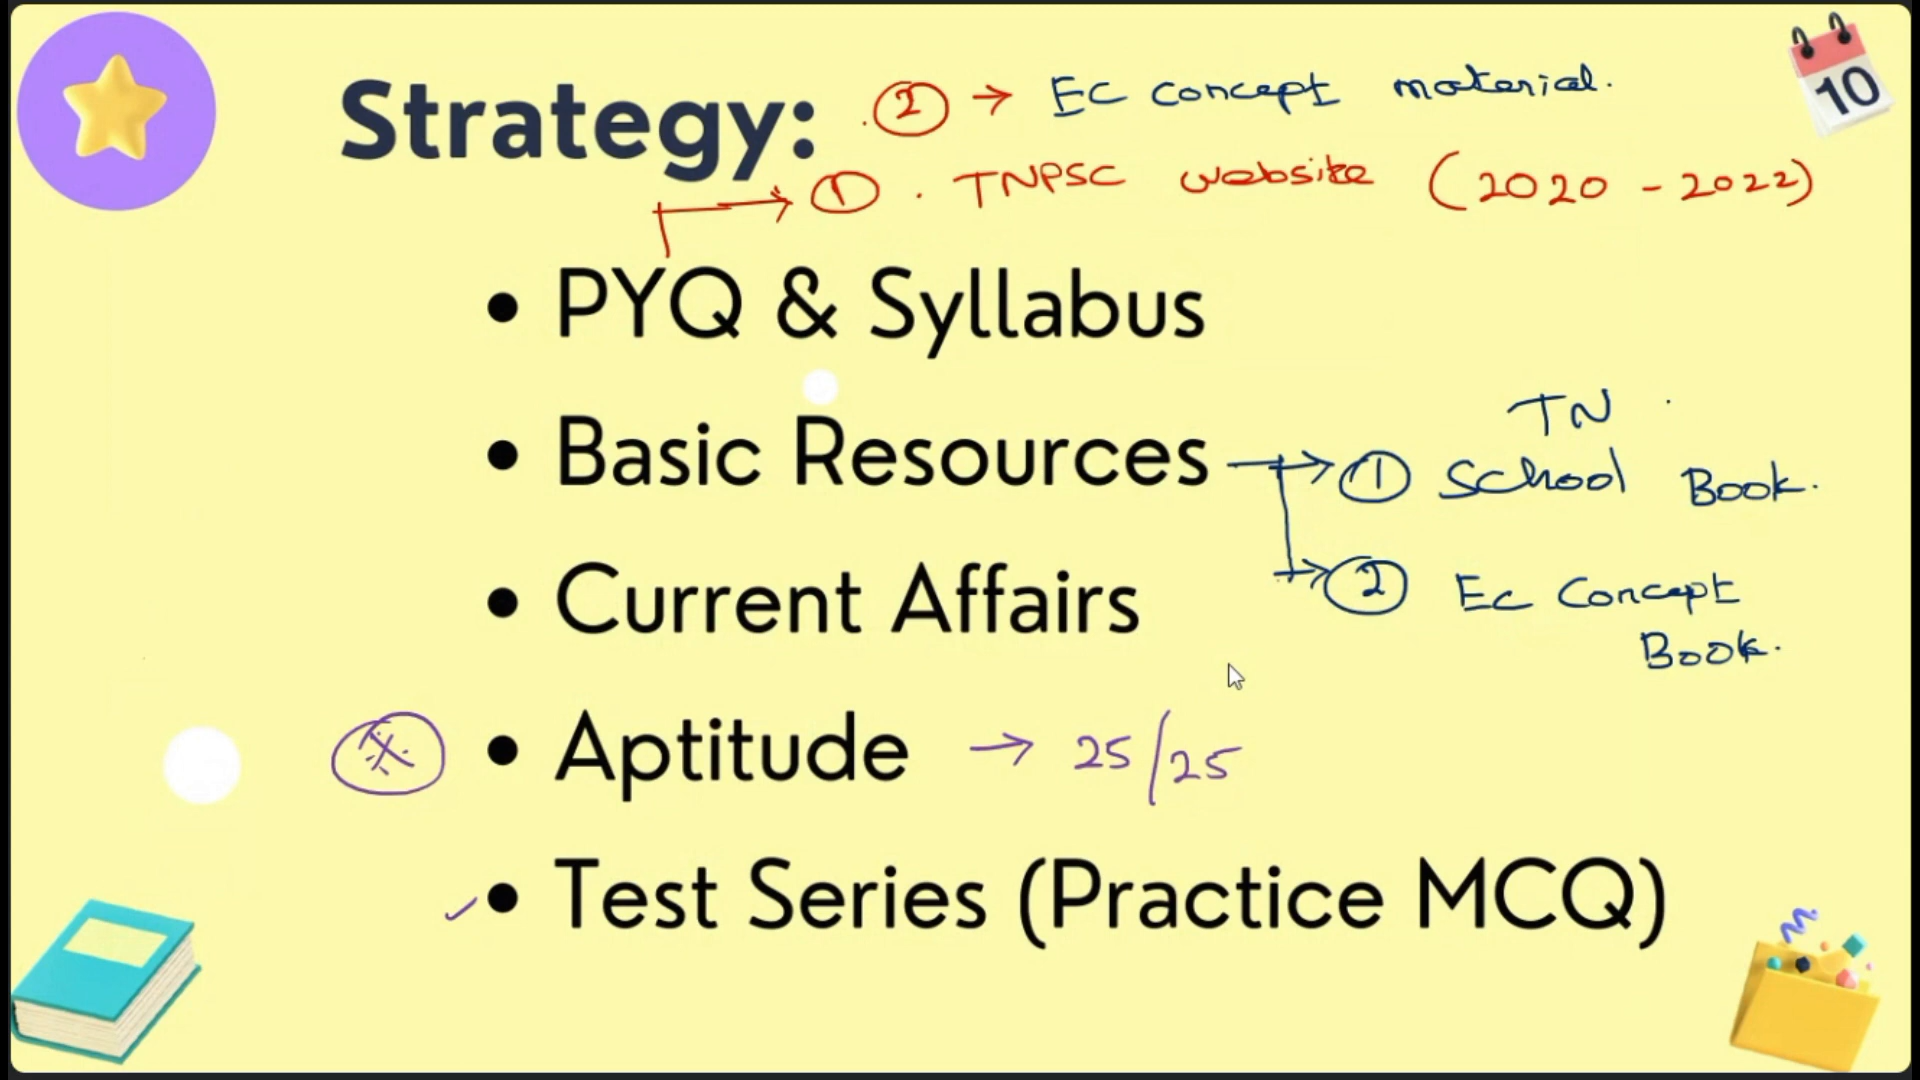 Strategy:
② → Ec concept material.
① . TNPSC website (2020 - 2022)
• PYQ & Syllabus
• Basic Resources
① TN School Book.
② Ec Concept
Book.
• Current Affairs
• Aptitude → 25/25
• Test Series (Practice MCQ)
10